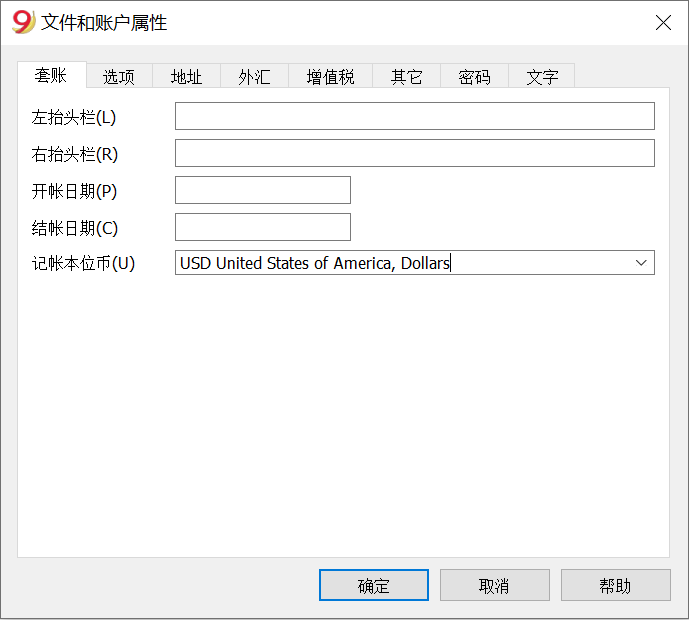 9 文件和账户属性
套账 选项 地址 外汇 增值税 其它 密码 文字
左抬头栏(L)
右抬头栏(R)
开帐日期(P)
结帐日期(C)
记帐本位币(U) USD United States of America, Dollars
确定 取消 帮助